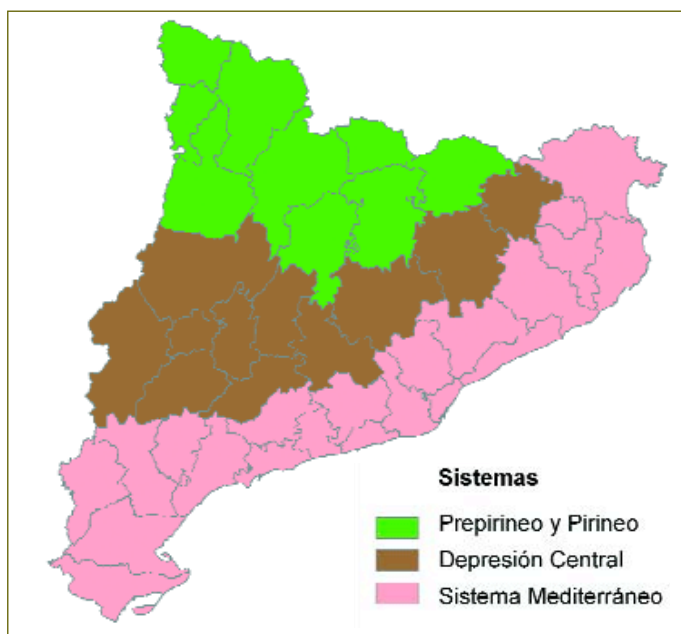 Sistemas
Prepirineo y Pirineo
Depresión Central
Sistema Mediterráneo